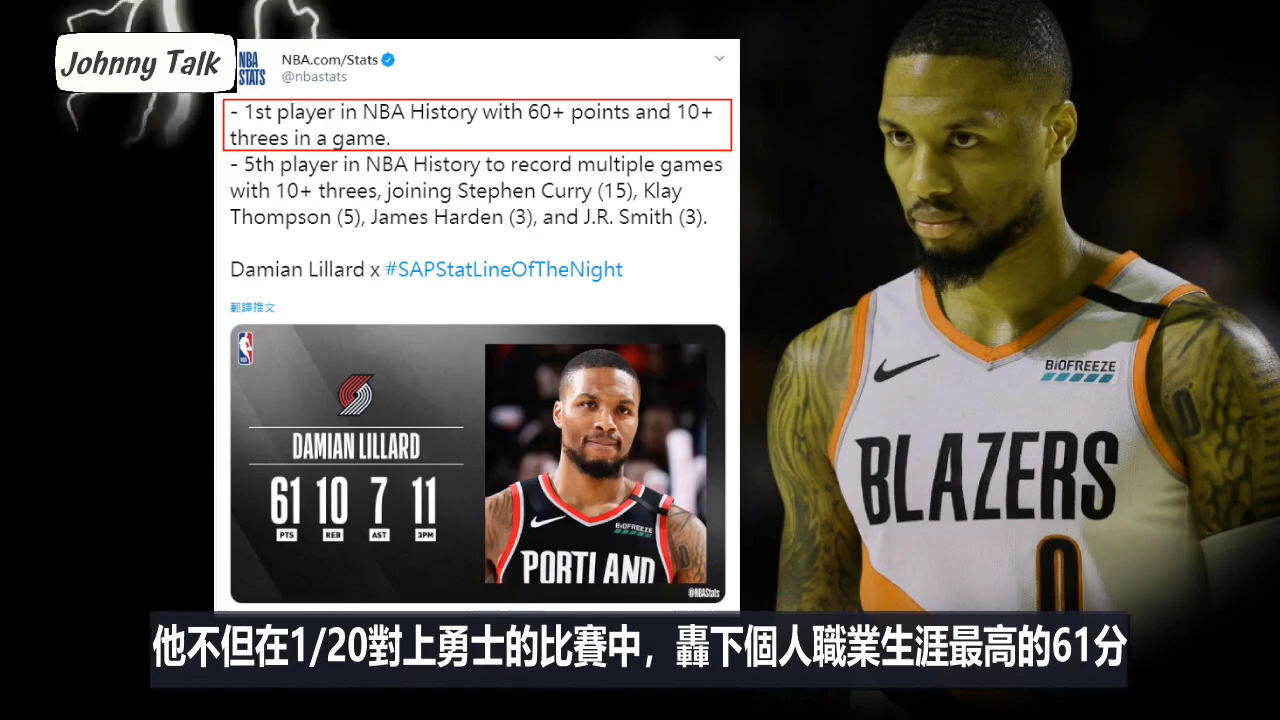 Johnny Talk
NBA
STATS
NBA.com/Stats
@nbastats
- 1st player in NBA History with 60+ points and 10+
threes in a game.
- 5th player in NBA History to record multiple games
with 10+ threes, joining Stephen Curry (15), Klay
Thompson (5), James Harden (3), and J.R. Smith (3).
Damian Lillard x #SAPStatLineOfTheNight
翻譯推文
DAMIAN LILLARD
61 10 7 11
PTS REB AST 3PM
BIOFREEZE
PORTLAND
@NBAStats
BIOFREEZE
BLAZERS
0
他不但在1/20對上勇士的比賽中，轟下個人職業生涯最高的61分